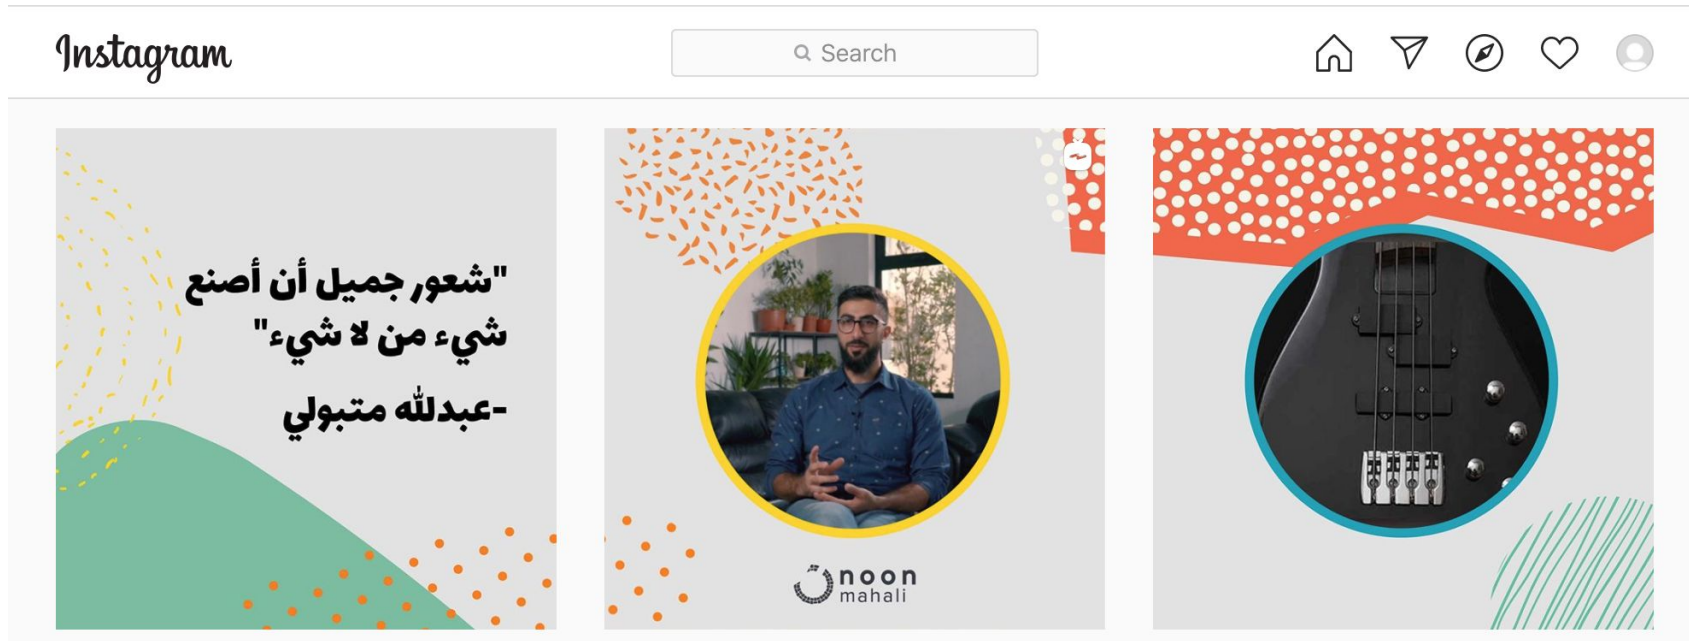 Instagram
Search
"شعور جميل أن أصنع
شيء من لا شيء"
-عبدلله متبولي
noon
mahali